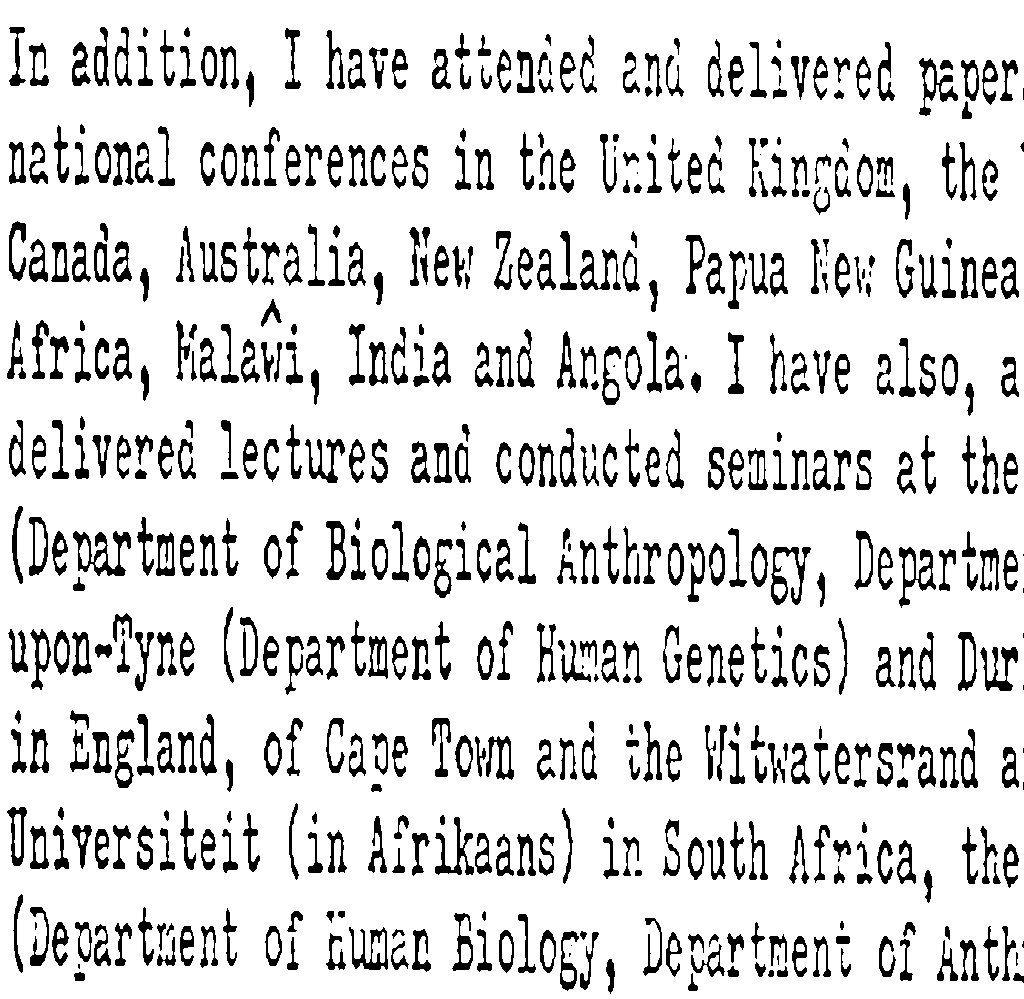 In addition, I have attended and delivered paper
national conferences in the United Kingdom, the
Canada, Australia, New Zealand, Papua New Guinea
Africa, Malaŵi, India and Angola. I have also, a
delivered lectures and conducted seminars at the
(Department of Biological Anthropology, Departme
upon-Tyne (Department of Human Genetics) and Dur
in England, of Cape Town and the Witwatersrand a
Universiteit (in Afrikaans) in South Africa, the
(Department of Human Biology, Department of Anth